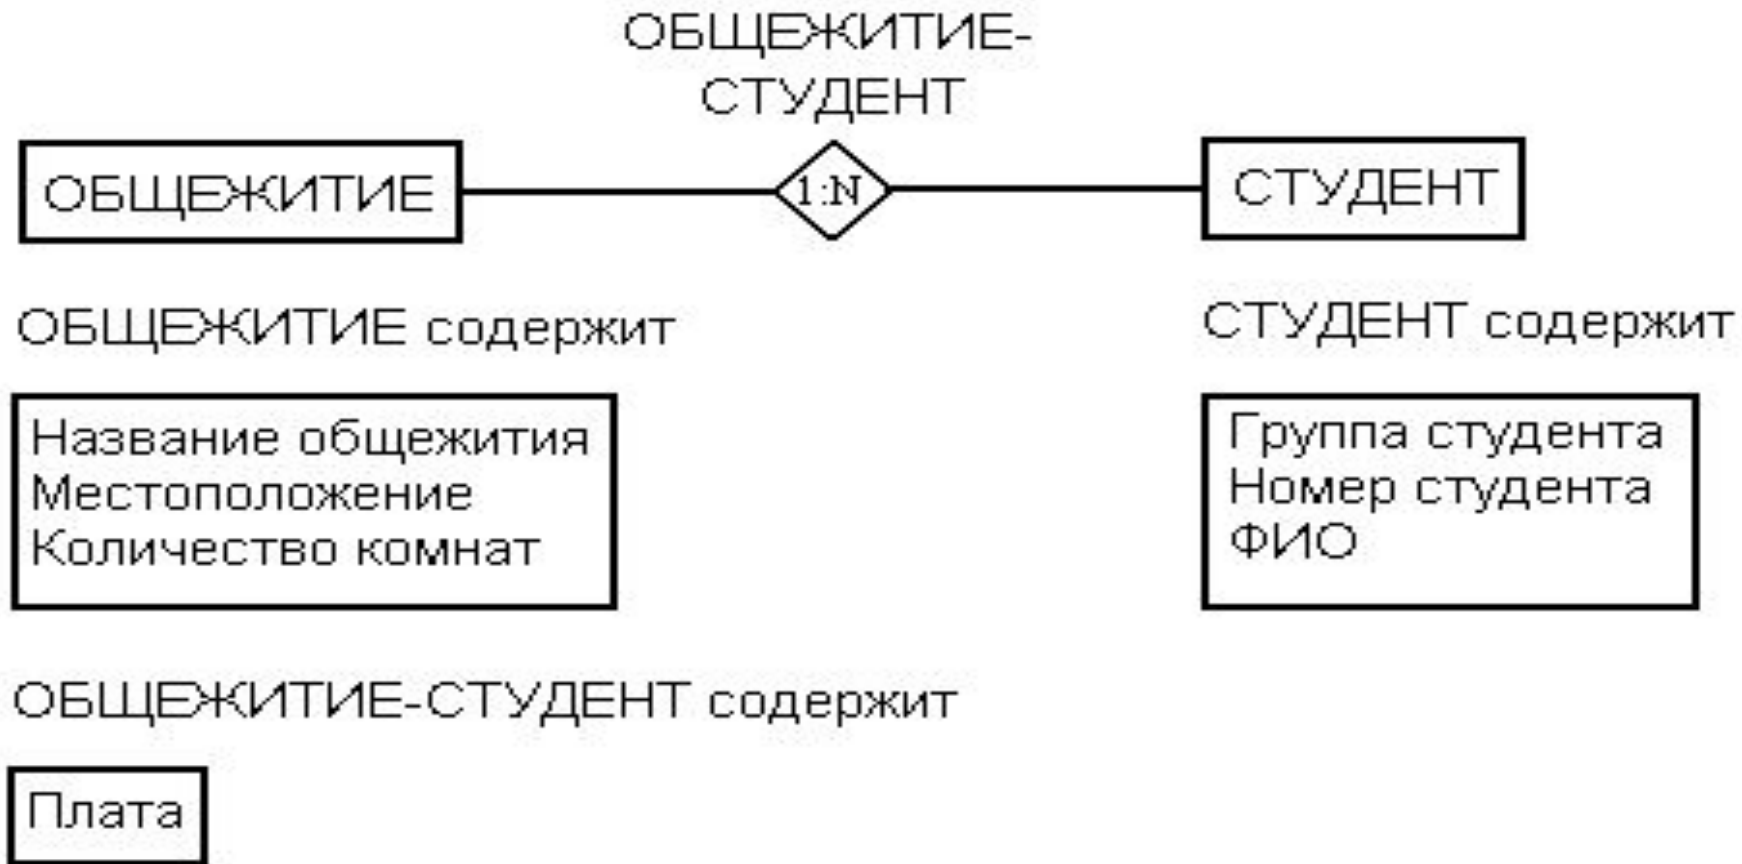 ОБЩЕЖИТИЕ-
СТУДЕНТ
ОБЩЕЖИТИЕ
1:N
СТУДЕНТ
ОБЩЕЖИТИЕ содержит
СТУДЕНТ содержит
Название общежития
Местоположение
Количество комнат
Группа студента
Номер студента
ФИО
ОБЩЕЖИТИЕ-СТУДЕНТ содержит
Плата